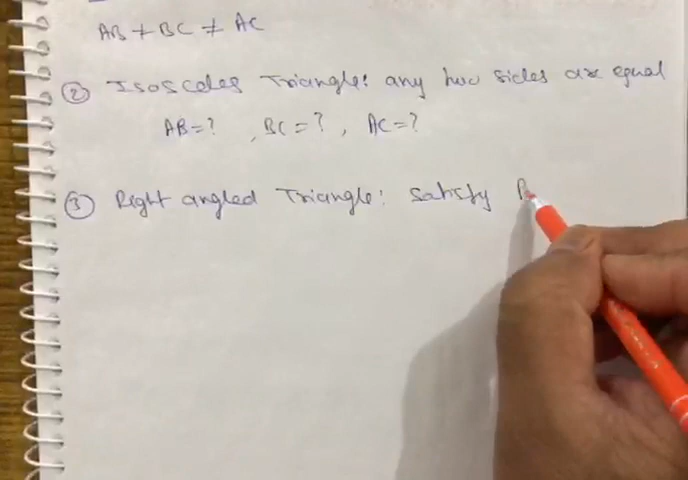 AB ≠ BC ≠ AC
② Isosceles Triangle: any two sides are equal
AB = ? , BC = ? , AC = ?
③ Right angled Triangle: Satisfy P